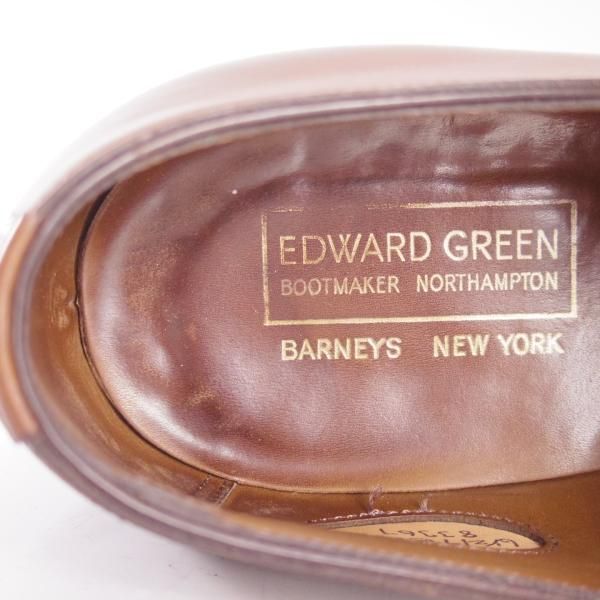 EDWARD GREEN
BOOTMAKER NORTHAMPTON
BARNEYS NEW YORK